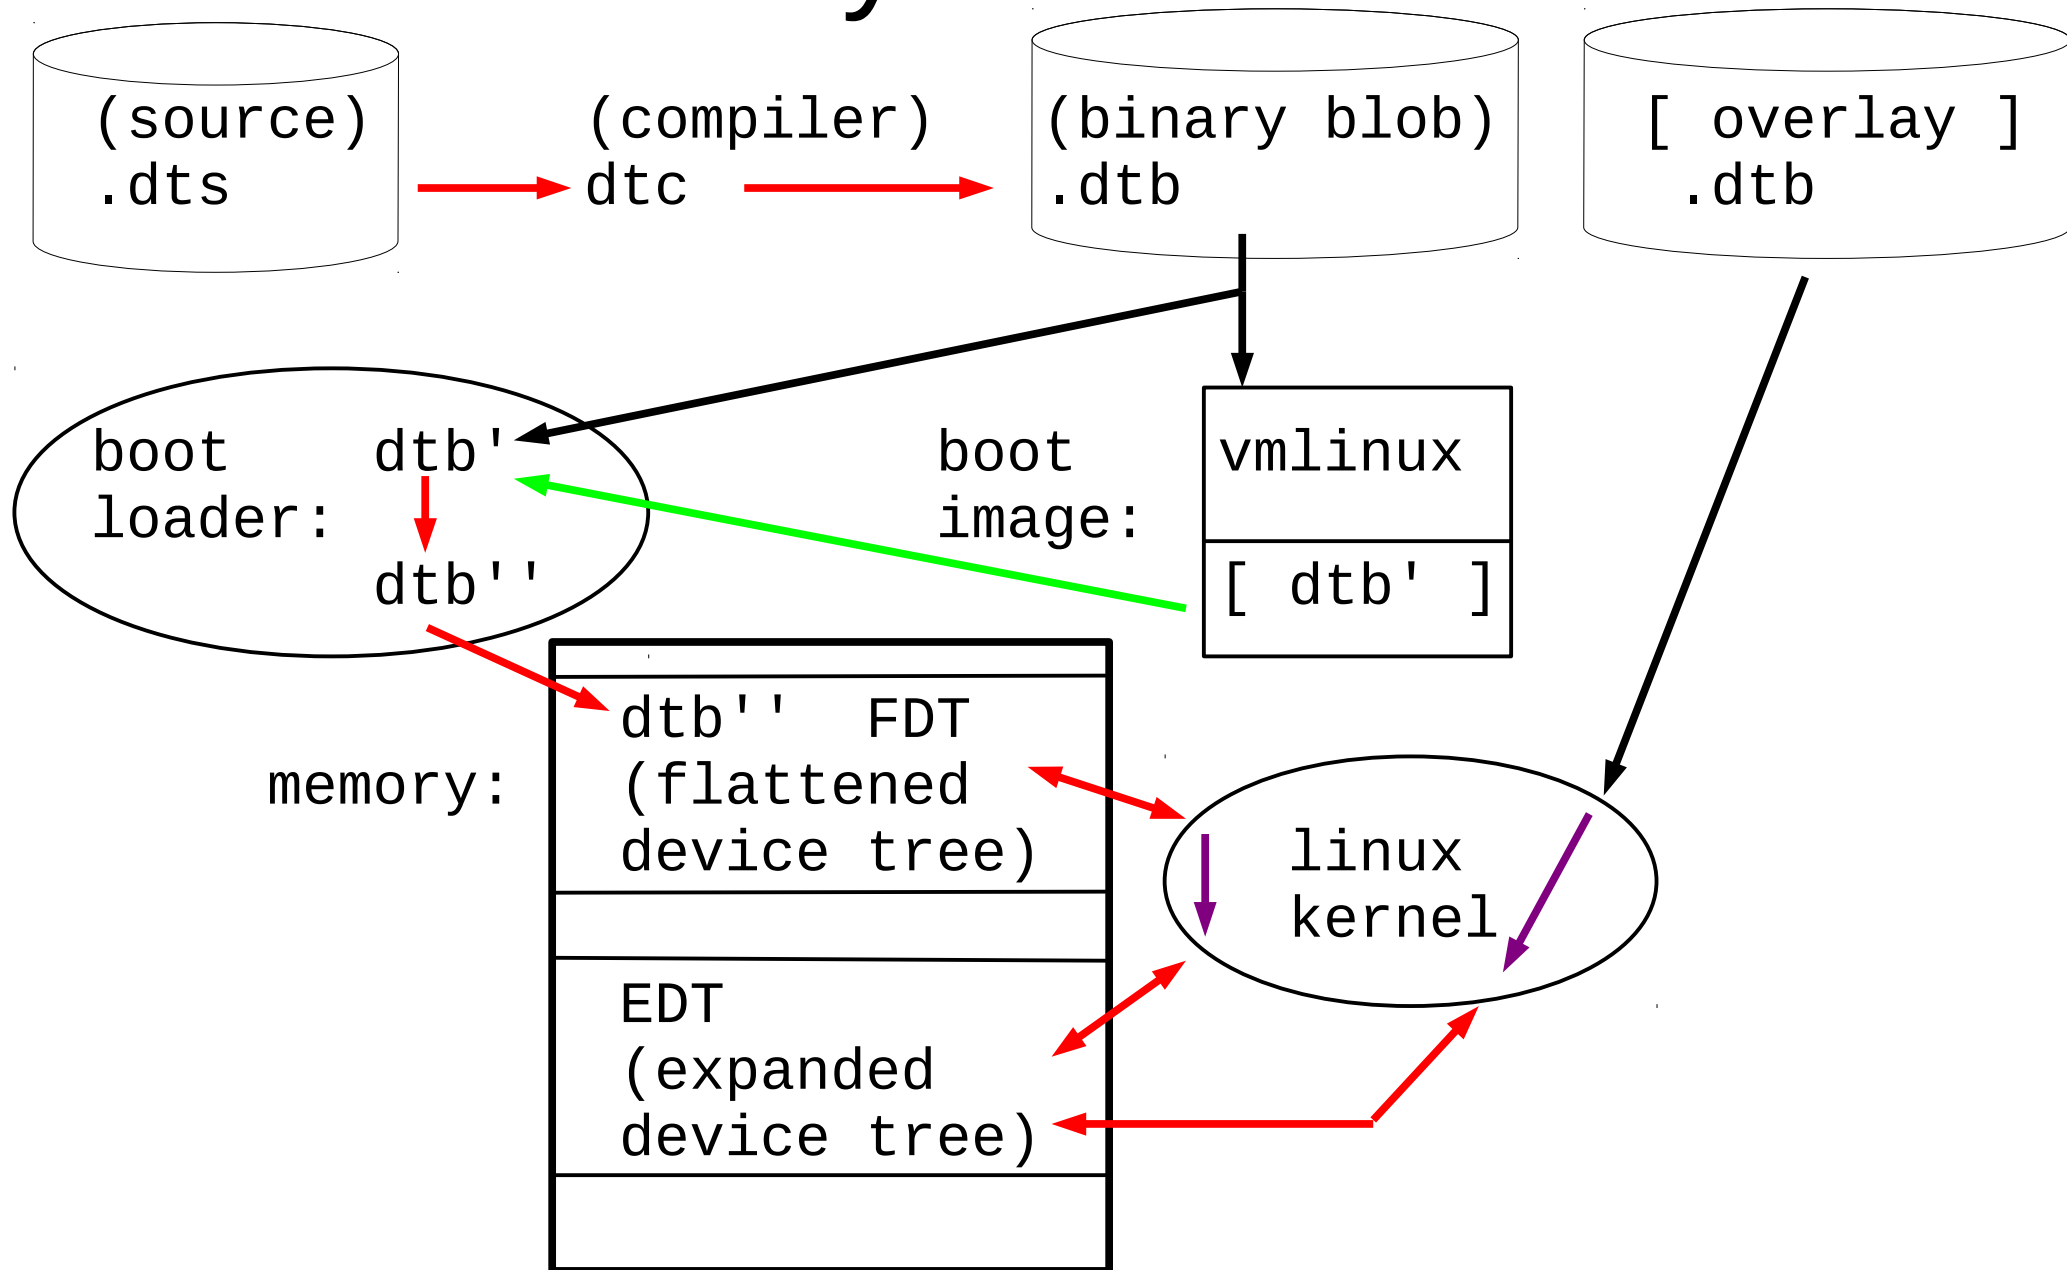 (source)
.dts
(compiler)
dtc
(binary blob)
.dtb
[ overlay ]
.dtb
boot
loader:
dtb'
dtb''
boot
image:
vmlinux
[ dtb' ]
memory:
dtb'' FDT
(flattened
device tree)
linux
kernel
EDT
(expanded
device tree)